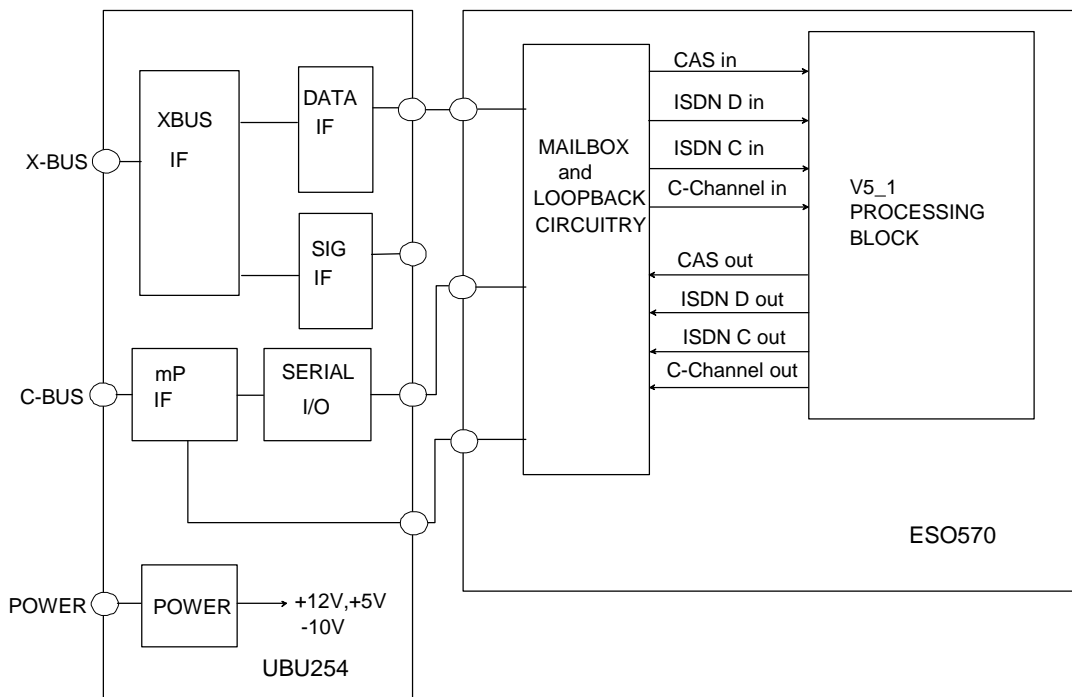 X-BUS
XBUS
IF
DATA
IF
SIG
IF
C-BUS
mP
IF
SERIAL
I/O
POWER
POWER
+12V,+5V
-10V
UBU254
MAILBOX
and
LOOPBACK
CIRCUITRY
CAS in
ISDN D in
ISDN C in
C-Channel in
CAS out
ISDN D out
ISDN C out
C-Channel out
V5_1
PROCESSING
BLOCK
ESO570